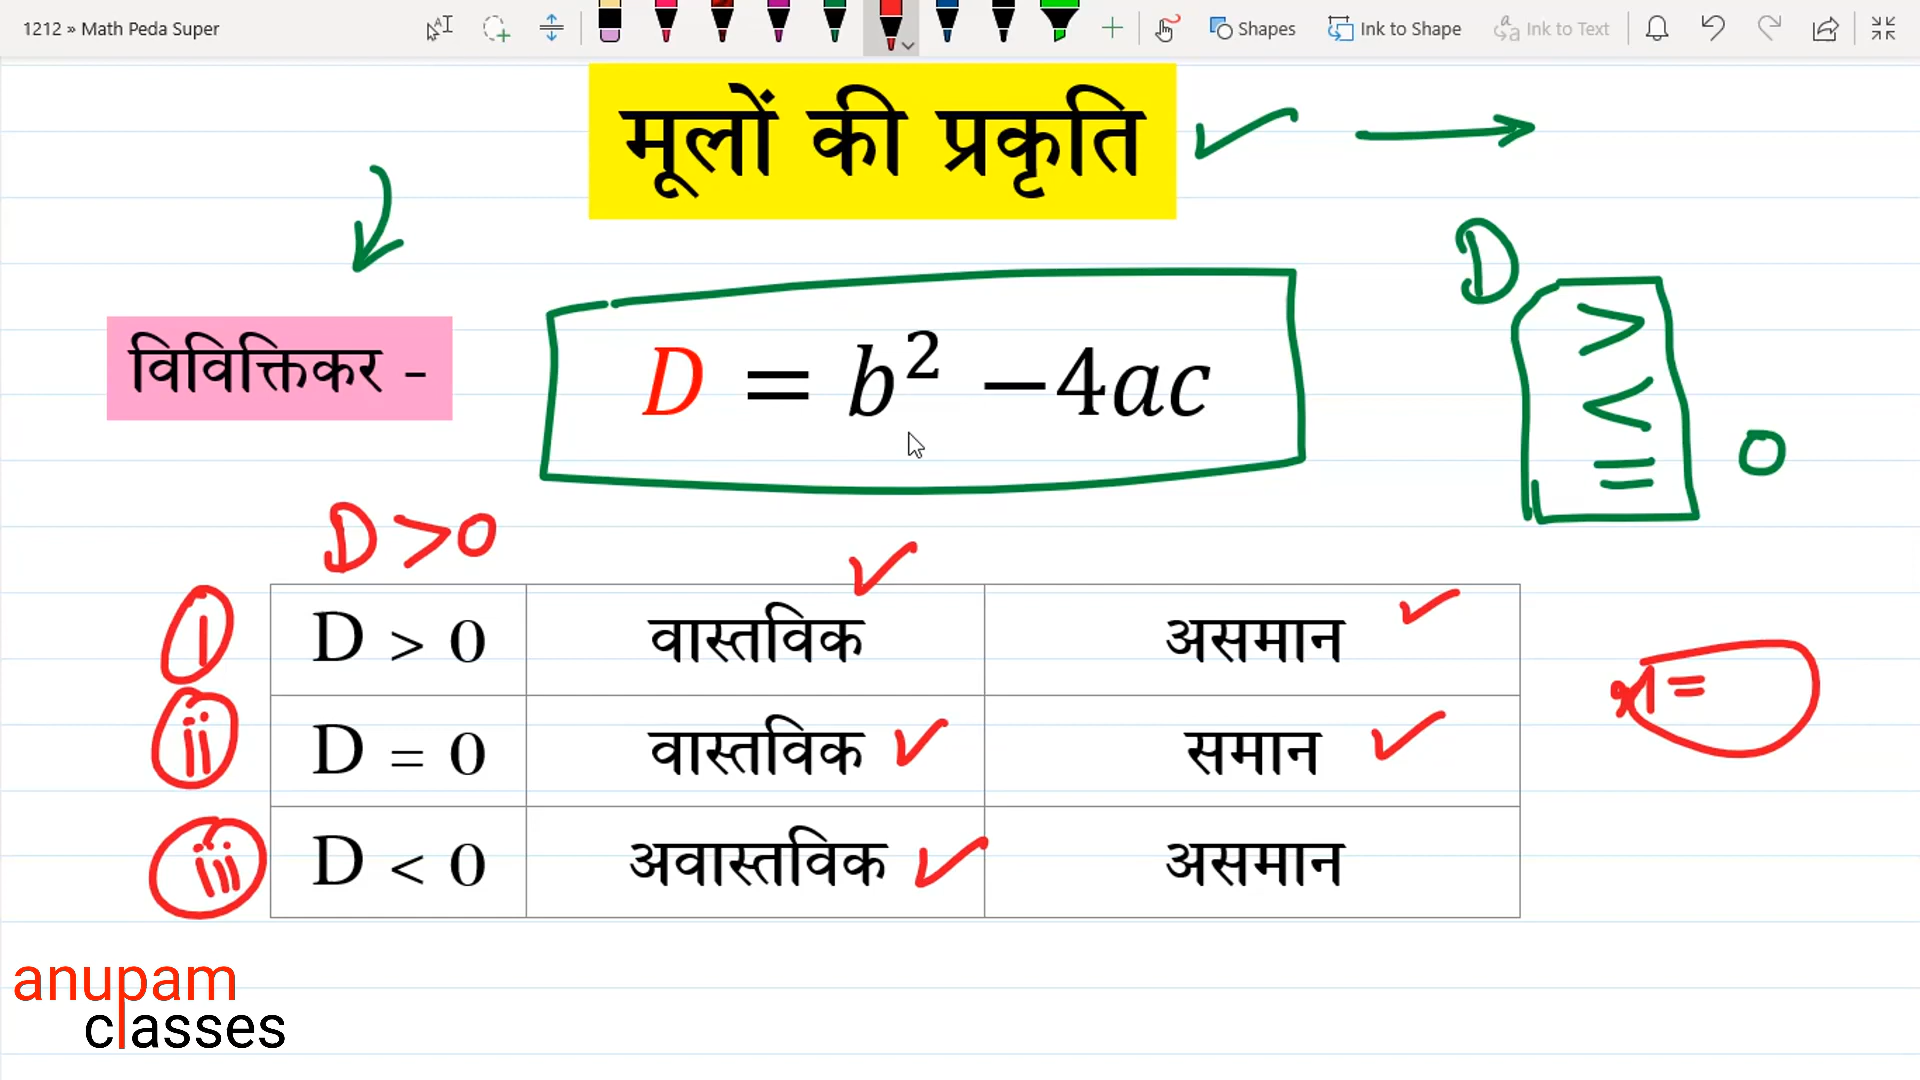 1212 » Math Peda Super
Shapes
Ink to Shape
Ink to Text
मूलों की प्रकृति
विविक्तिकर -
D = b² −4ac
D
>
<
=
0
D >0
i
D > 0 वास्तविक असमान
ii
D = 0 वास्तविक समान
iii
D < 0 अवास्तविक असमान
x =
anupam
classes